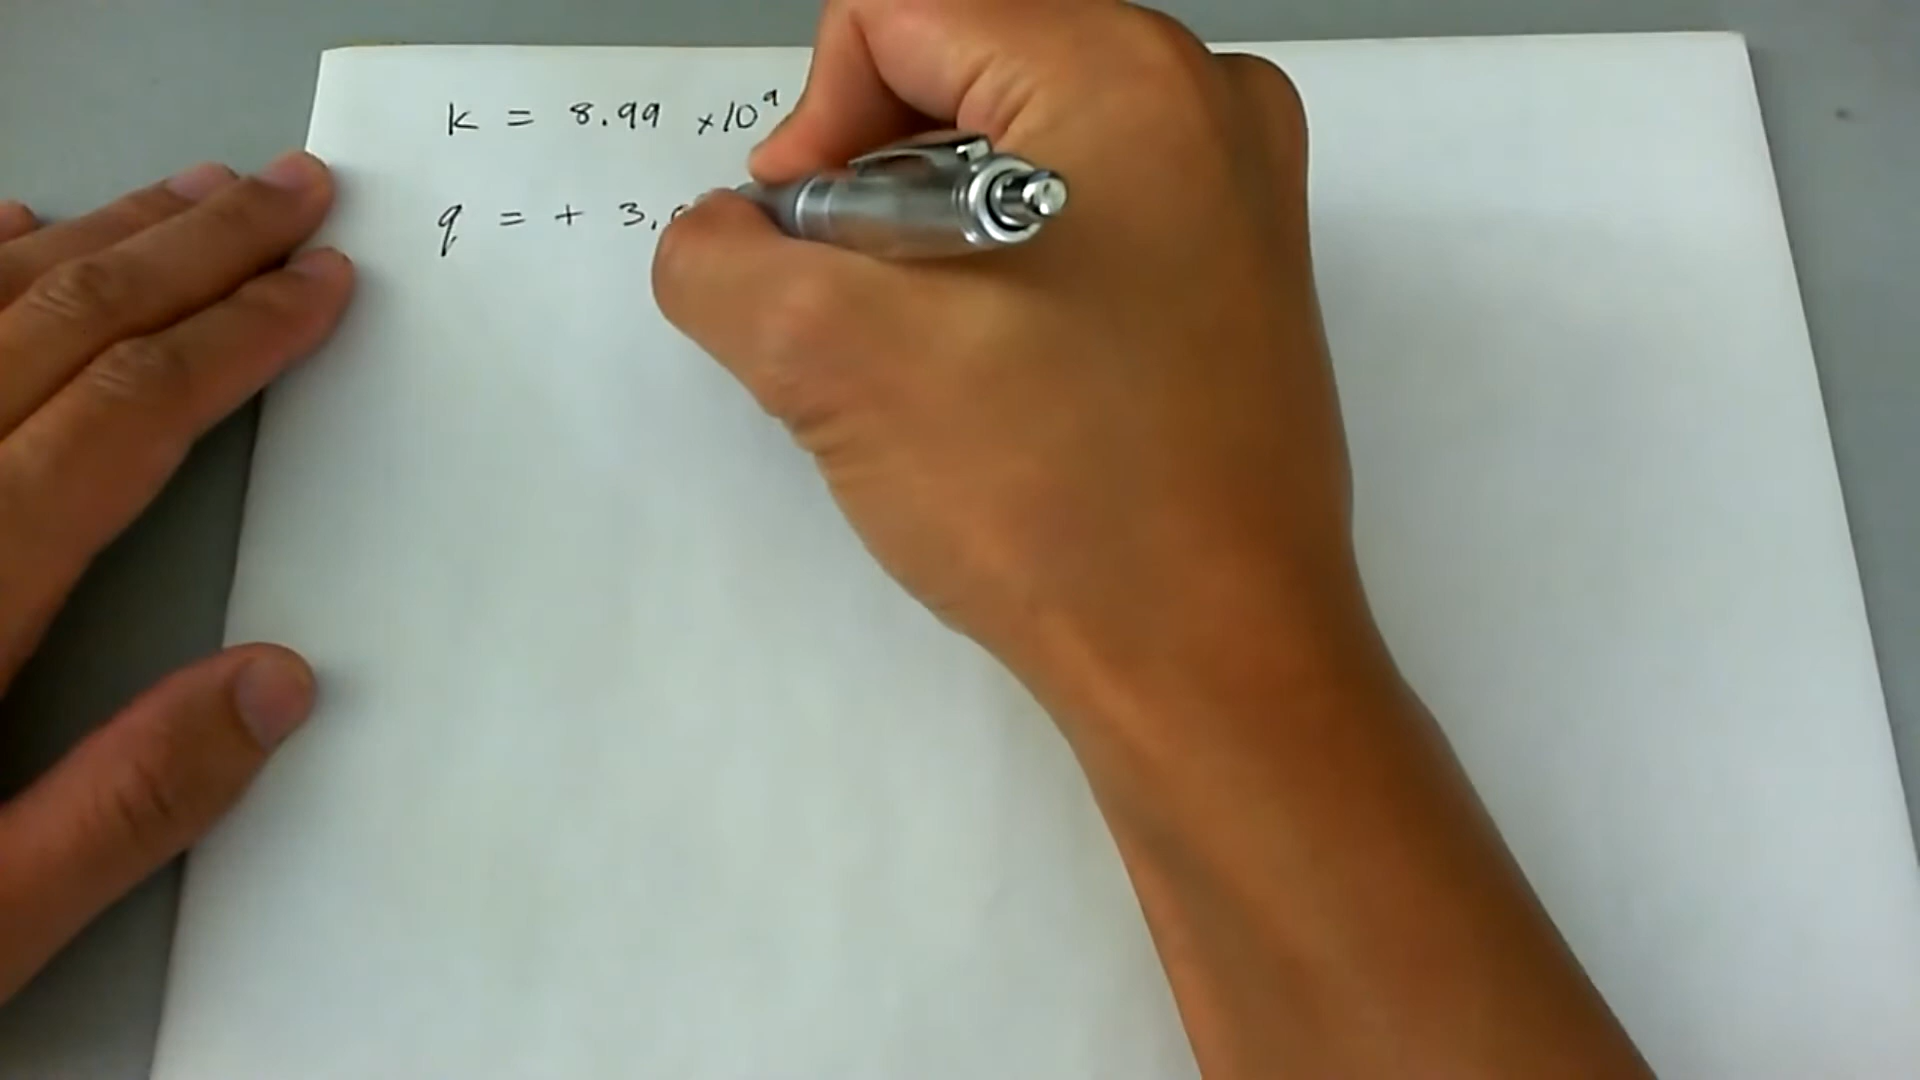 k = 8.99 ×10⁹
q = + 3.